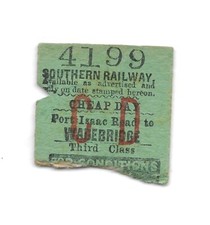 4199
SOUTHERN RAILWAY.
Available as advertised and
on date stamped hereon.
CHEAP DAY
Port Isaac Road to
WADEBRIDGE
Third Class
FOR CONDITIONS
C D